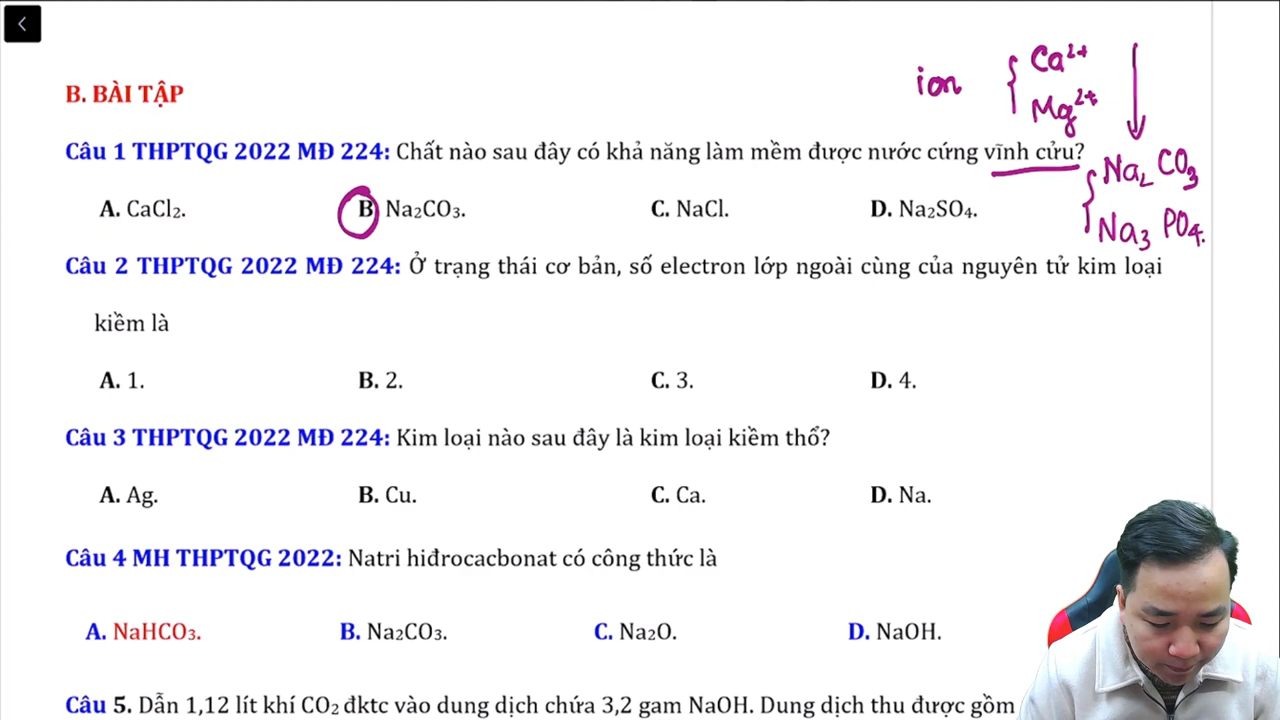 B. BÀI TẬP
ion { Ca²⁺
Mg²⁺
Câu 1 THPTQG 2022 MĐ 224: Chất nào sau đây có khả năng làm mềm được nước cứng vĩnh cửu?
{ Na₂CO₃
Na₃PO₄.
A. CaCl₂. B Na₂CO₃. C. NaCl. D. Na₂SO₄.
Câu 2 THPTQG 2022 MĐ 224: Ở trạng thái cơ bản, số electron lớp ngoài cùng của nguyên tử kim loại
kiềm là
A. 1. B. 2. C. 3. D. 4.
Câu 3 THPTQG 2022 MĐ 224: Kim loại nào sau đây là kim loại kiềm thổ?
A. Ag. B. Cu. C. Ca. D. Na.
Câu 4 MH THPTQG 2022: Natri hiđrocacbonat có công thức là
A. NaHCO₃. B. Na₂CO₃. C. Na₂O. D. NaOH.
Câu 5. Dẫn 1,12 lít khí CO₂ đktc vào dung dịch chứa 3,2 gam NaOH. Dung dịch thu được gồm